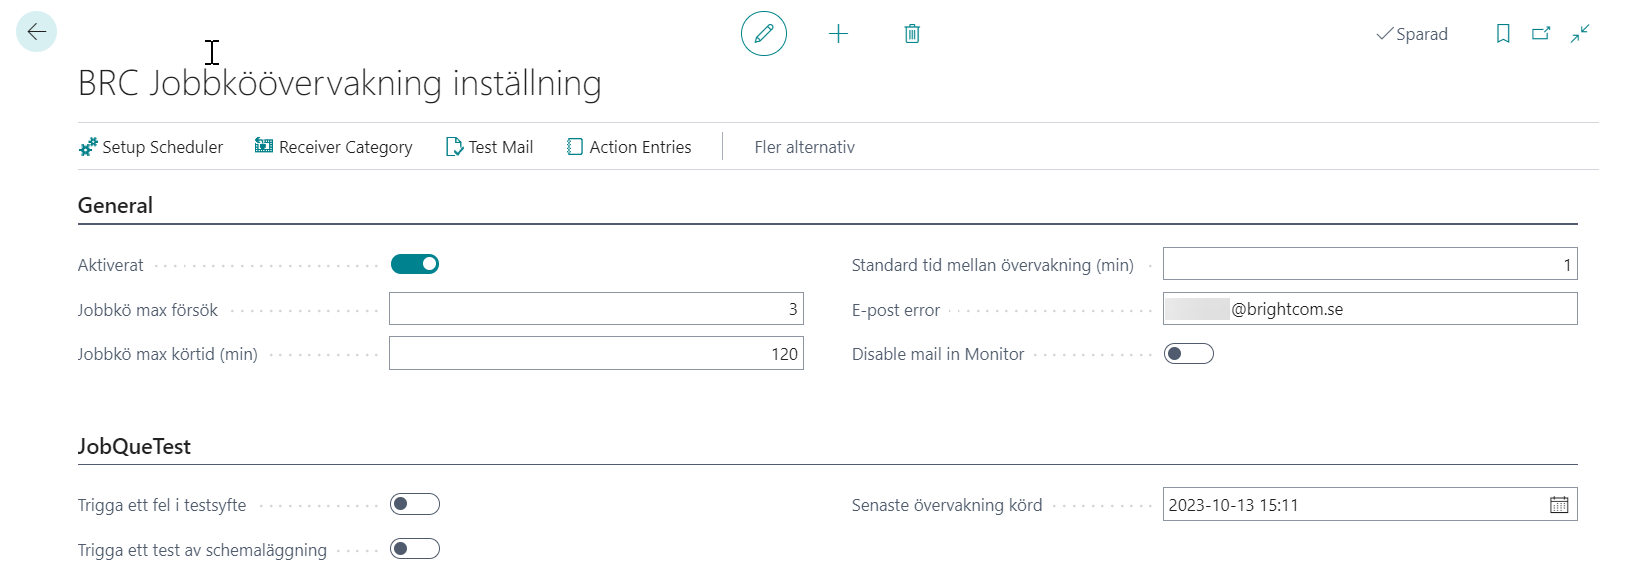 Sparad
BRC Jobbköövervakning inställning
Setup Scheduler Receiver Category Test Mail Action Entries Fler alternativ
General
Aktiverat
Standard tid mellan övervakning (min) 1
Jobbkö max försök 3
E-post error @brightcom.se
Jobbkö max körtid (min) 120
Disable mail in Monitor
JobQueTest
Trigga ett fel i testsyfte
Senaste övervakning körd 2023-10-13 15:11
Trigga ett test av schemaläggning